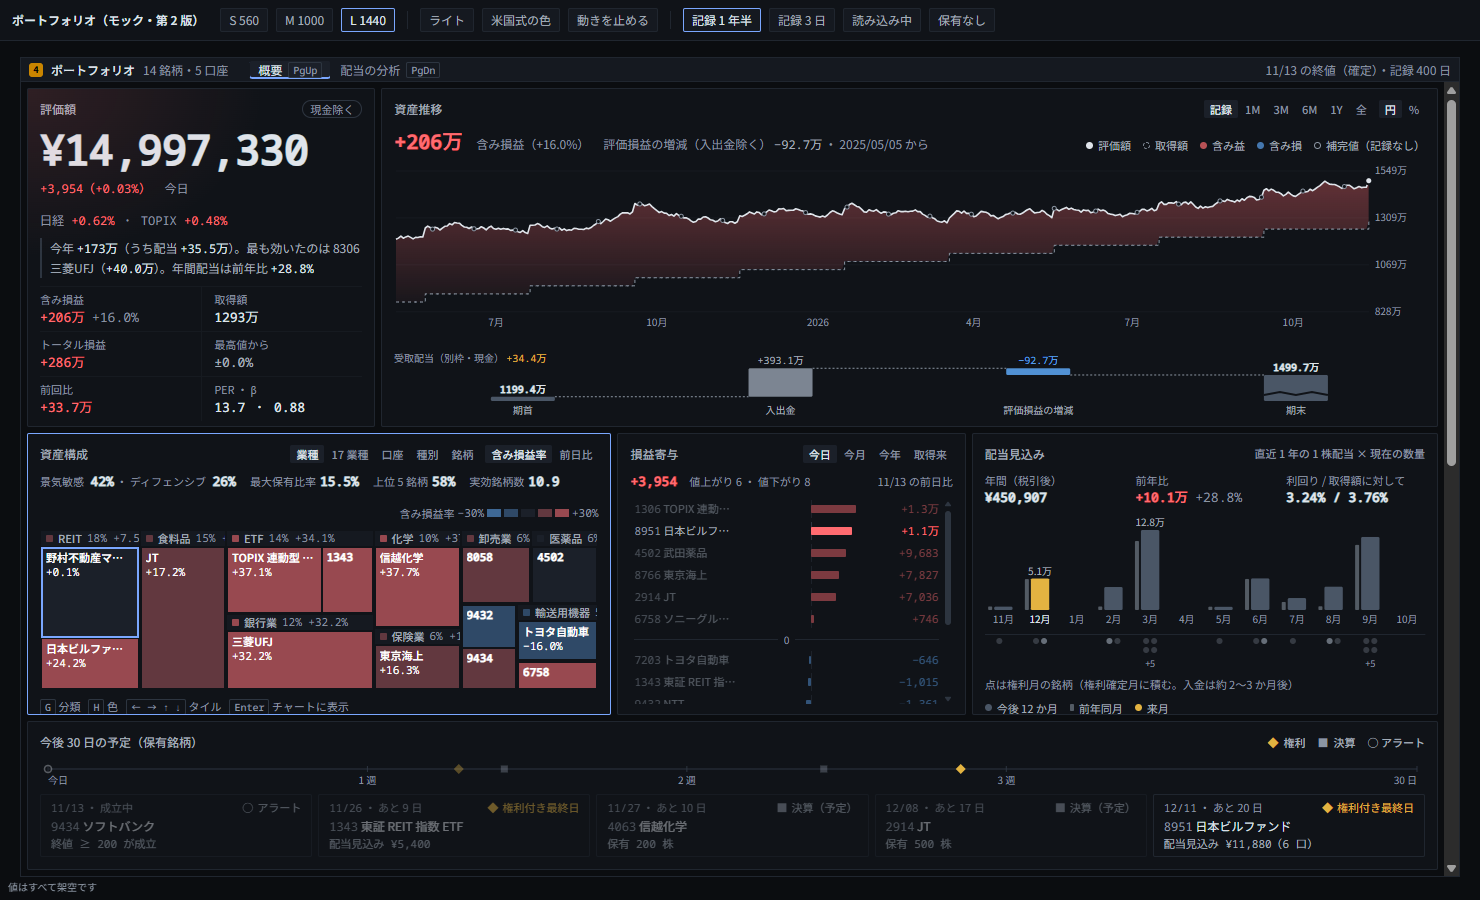 ポートフォリオ（モック・第 2 版） S 560 M 1000 L 1440 ライト 米国式の色 動きを止める 記録 1 年半 記録 3 日 読み込み中 保有なし
4 ポートフォリオ 14 銘柄・5 口座 概要 PgUp 配当の分析 PgDn 11/13 の終値（確定）・記録 400 日
評価額 現金除く
¥14,997,330
+3,954 (+0.03%) 今日
日経 +0.62% ・ TOPIX +0.48%
今年 +173万（うち配当 +35.5万）。最も効いたのは 8306
三菱UFJ（+40.0万）。年間配当は前年比 +28.8%
含み損益 取得額
+206万 +16.0% 1293万
トータル損益 最高値から
+286万 ±0.0%
前回比 PER ・ β
+33.7万 13.7 ・ 0.88
資産推移 記録 1M 3M 6M 1Y 全 円 %
+206万 含み損益（+16.0%） 評価損益の増減（入出金除く）−92.7万 ・ 2025/05/05 から
評価額 取得額 含み益 含み損 補完値（記録なし）
1549万
1309万
1069万
828万
7月 10月 2026 4月 7月 10月
受取配当（別枠・現金）+34.4万
1199.4万 +393.1万 −92.7万 1499.7万
期首 入出金 評価損益の増減 期末
資産構成 業種 17 業種 口座 種別 銘柄 含み損益率 前日比
景気敏感 42% ・ ディフェンシブ 26% 最大保有比率 15.5% 上位 5 銘柄 58% 実効銘柄数 10.9
含み損益率 −30% +30%
REIT 18% +7.5 食料品 15% ETF 14% +34.1% 化学 10% 卸売業 6% 医薬品
野村不動産マ…
+0.1%
JT
+17.2%
TOPIX 連動型 …
+37.1%
1343
信越化学
+37.7%
8058
4502
日本ビルファ…
+24.2%
銀行業 12% +32.2%
三菱UFJ
+32.2%
保険業 6% +1
東京海上
+16.3%
9432
9434
輸送用機器
トヨタ自動車
−16.0%
6758
G 分類 H 色 ← → ↑ ↓ タイル Enter チャートに表示
損益寄与 今日 今月 今年 取得来
+3,954 値上がり 6 ・ 値下がり 8 11/13 の前日比
1306 TOPIX 連動… +1.3万
8951 日本ビルフ… +1.1万
4502 武田薬品 +9,683
8766 東京海上 +7,827
2914 JT +7,036
6758 ソニーグル… +746
0
7203 トヨタ自動車 −646
1343 東証 REIT 指… −1,015
9432 NTT −1,361
配当見込み 直近 1 年の 1 株配当 × 現在の数量
年間（税引後） 前年比 利回り / 取得額に対して
¥450,907 +10.1万 +28.8% 3.24% / 3.76%
12.8万
5.1万
11月 12月 1月 2月 3月 4月 5月 6月 7月 8月 9月 10月
+5 +5
点は権利月の銘柄（権利確定月に積む。入金は約 2〜3 か月後）
今後 12 か月 前年同月 来月
今後 30 日の予定（保有銘柄） 権利 決算 アラート
今日 1 週 2 週 3 週 30 日
11/13 ・ 成立中 アラート
9434 ソフトバンク
終値 ≥ 200 が成立
11/26 ・ あと 9 日 権利付き最終日
1343 東証 REIT 指数 ETF
配当見込み ¥5,400
11/27 ・ あと 10 日 決算（予定）
4063 信越化学
保有 200 株
12/08 ・ あと 17 日 決算（予定）
2914 JT
保有 500 株
12/11 ・ あと 20 日 権利付き最終日
8951 日本ビルファンド
配当見込み ¥11,880（6 口）
値はすべて架空です